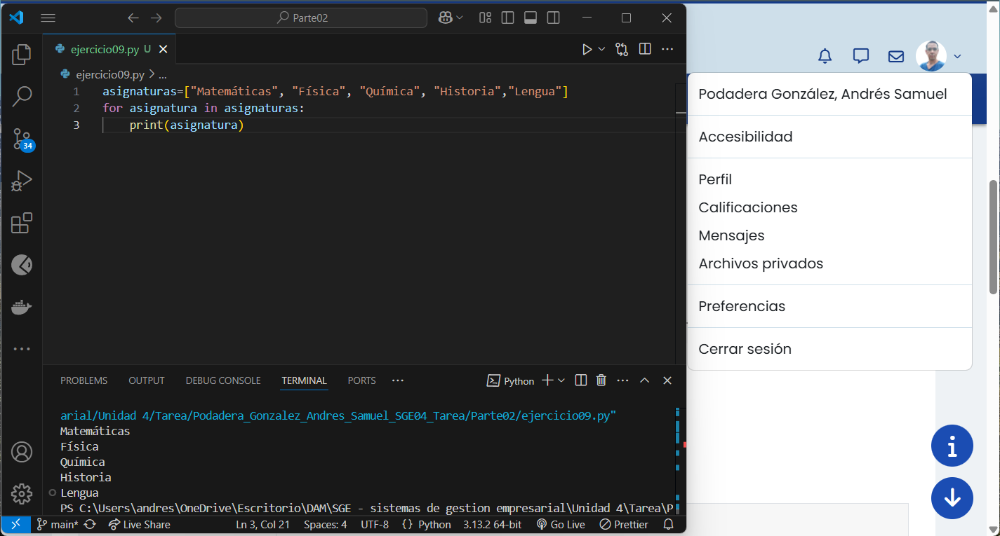 Parte02
ejercicio09.py U
ejercicio09.py > ...
1 asignaturas=["Matemáticas", "Física", "Química", "Historia","Lengua"]
2 for asignatura in asignaturas:
3 print(asignatura)
34
PROBLEMS OUTPUT DEBUG CONSOLE TERMINAL PORTS ...
Python
arial/Unidad 4/Tarea/Podadera_Gonzalez_Andres_Samuel_SGE04_Tarea/Parte02/ejercicio09.py"
Matemáticas
Física
Química
Historia
Lengua
PS C:\Users\andres\OneDrive\Escritorio\DAM\SGE - sistemas de gestion empresarial\Unidad 4\Tarea\P
main* Live Share Ln 3, Col 21 Spaces: 4 UTF-8 {} Python 3.13.2 64-bit Go Live Prettier
Podadera González, Andrés Samuel
Accesibilidad
Perfil
Calificaciones
Mensajes
Archivos privados
Preferencias
Cerrar sesión